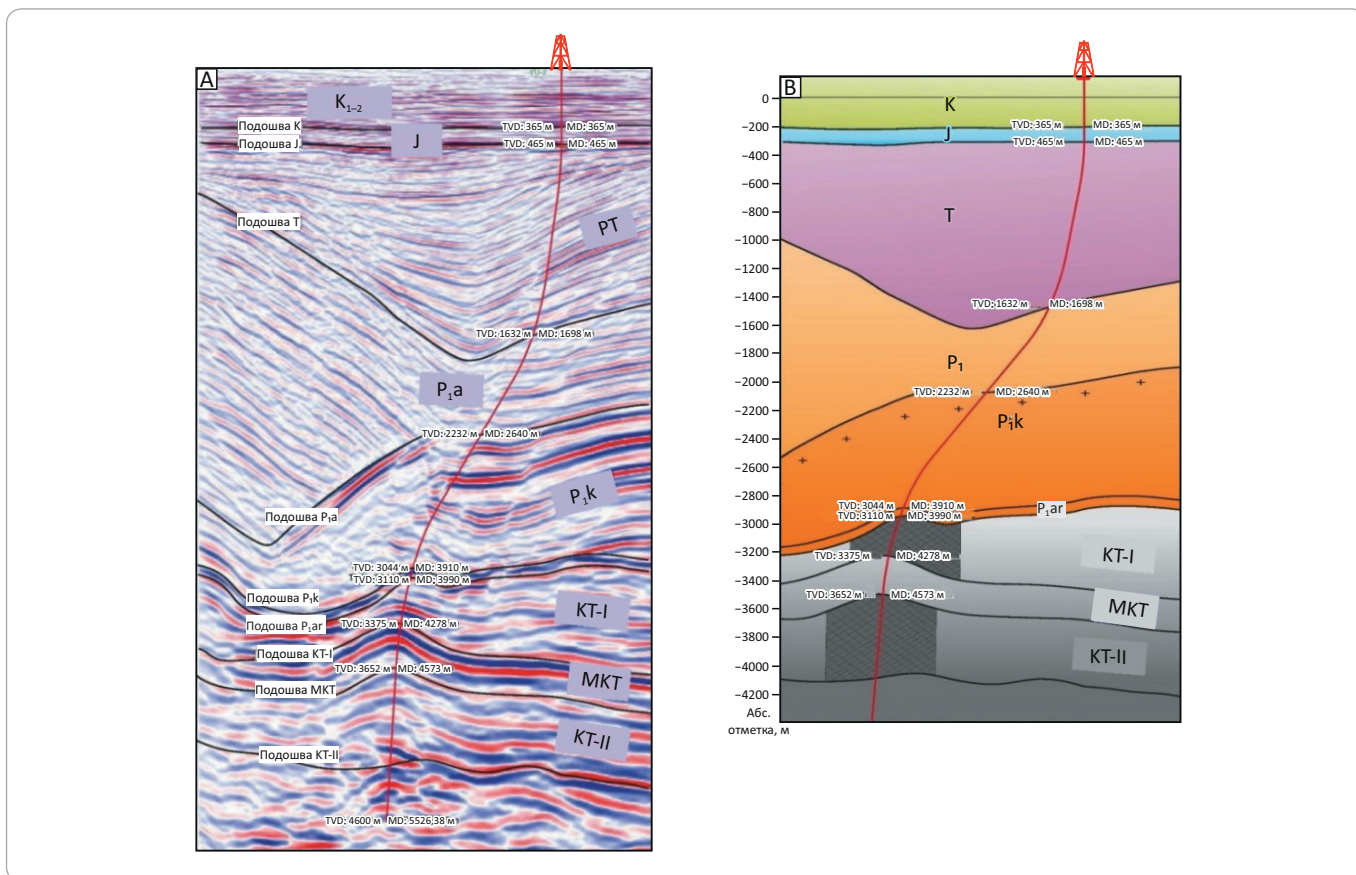 A
K₁₋₂
Подошва K
TVD: 365 м MD: 365 м
J
Подошва J
TVD: 465 м MD: 465 м
Подошва T
PT
TVD: 1632 м MD: 1698 м
P₁a
TVD: 2232 м MD: 2640 м
P₁k
Подошва P₁a
TVD: 3044 м MD: 3910 м
TVD: 3110 м MD: 3990 м
Подошва P₁k
KT-I
Подошва P₁ar
TVD: 3375 м MD: 4278 м
Подошва KT-I
TVD: 3652 м MD: 4573 м
MKT
Подошва MKT
KT-II
Подошва KT-II
TVD: 4600 м MD: 5526,38 м
B
0
−200
−400
−600
−800
−1000
−1200
−1400
−1600
−1800
−2000
−2200
−2400
−2600
−2800
−3000
−3200
−3400
−3600
−3800
−4000
−4200
Абс.
отметка, м
K
TVD: 365 м MD: 365 м
J
TVD: 465 м MD: 465 м
T
TVD: 1632 м MD: 1698 м
P₁
TVD: 2232 м MD: 2640 м
P₁k
TVD: 3044 м MD: 3910 м
P₁ar
TVD: 3110 м MD: 3990 м
KT-I
TVD: 3375 м MD: 4278 м
TVD: 3652 м MD: 4573 м
MKT
KT-II